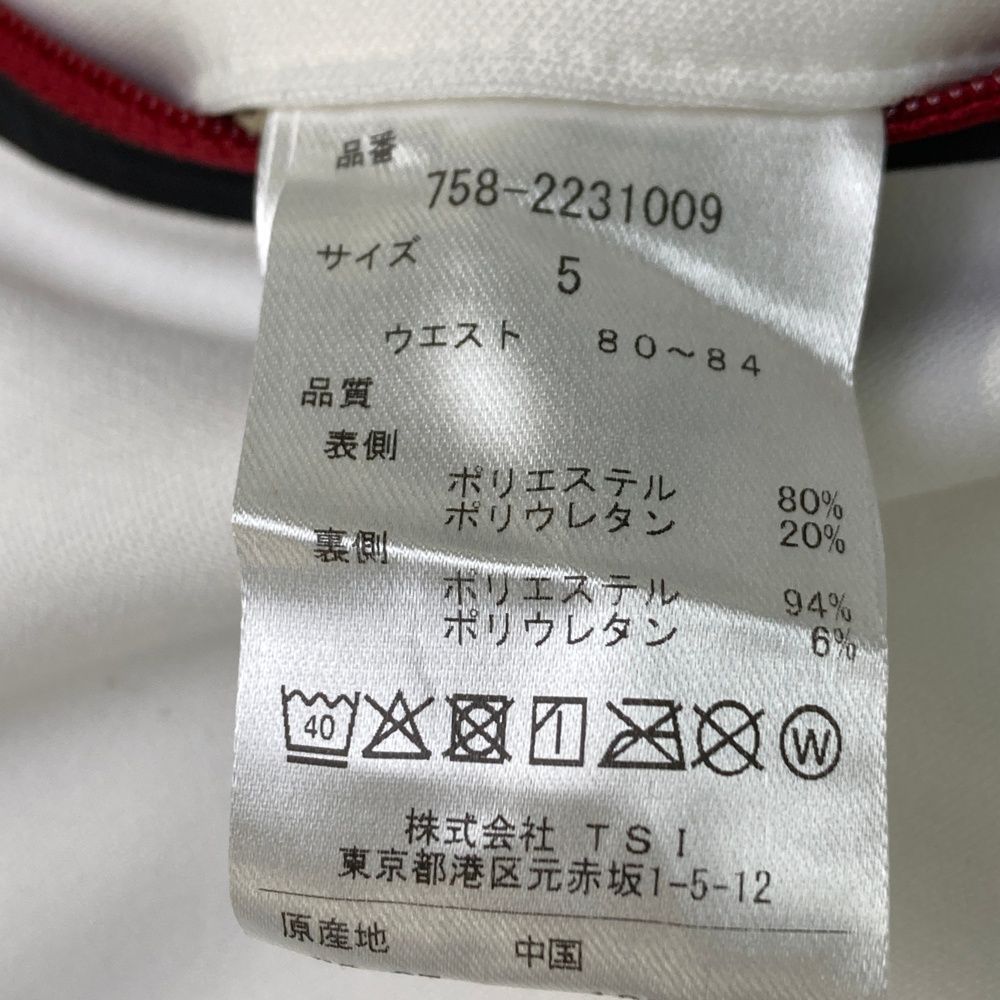 品番
758-2231009
サイズ 5
ウエスト 80～84
品質
表側
ポリエステル 80%
ポリウレタン 20%
裏側
ポリエステル 94%
ポリウレタン 6%
40
W
株式会社 TSI
東京都港区元赤坂1-5-12
原産地 中国